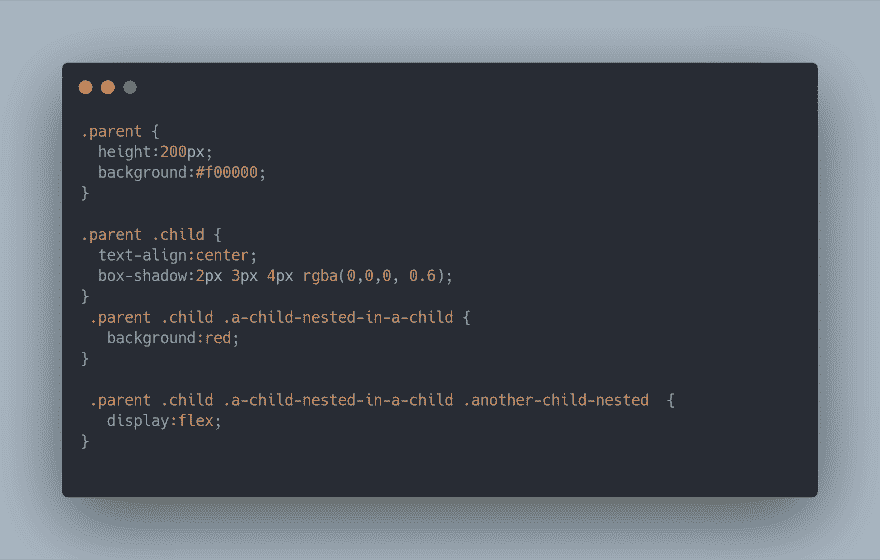 .parent {
  height:200px;
  background:#f00000;
}

.parent .child {
  text-align:center;
  box-shadow:2px 3px 4px rgba(0,0,0, 0.6);
}
 .parent .child .a-child-nested-in-a-child {
   background:red;
}

 .parent .child .a-child-nested-in-a-child .another-child-nested  {
   display:flex;
}